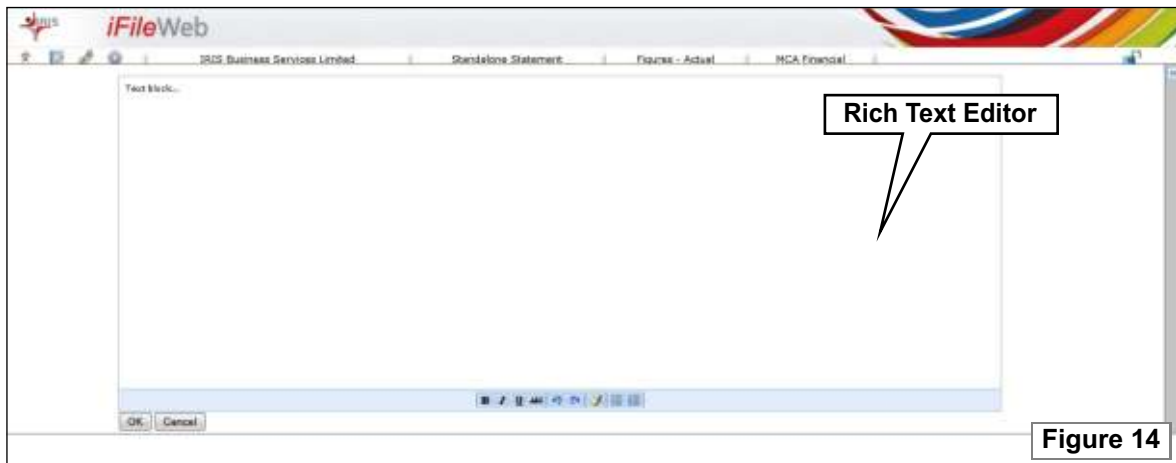 IRIS
iFileWeb
IRIS Business Services Limited | Standalone Statement | Figures - Actual | MCA Financial |
Text block...
Rich Text Editor
B I U ABC
OK Cancel
Figure 14